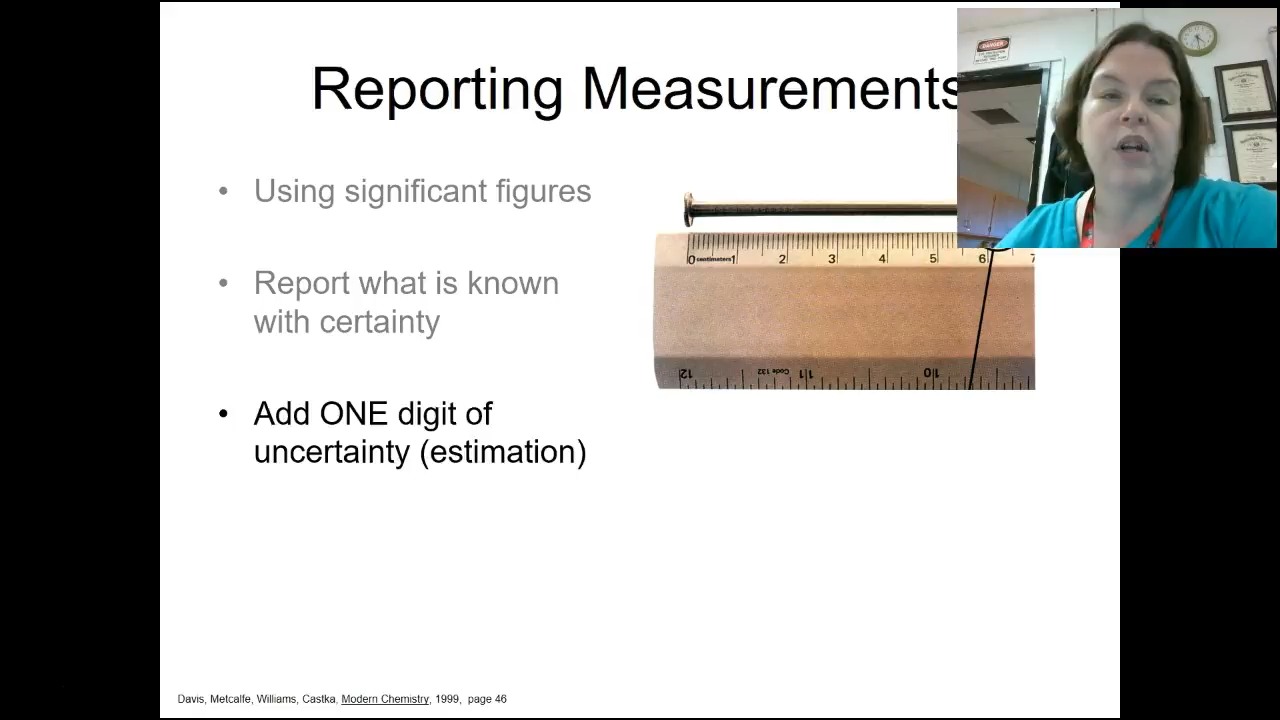 Reporting Measurements
DANGER
• Using significant figures
• Report what is known
with certainty
• Add ONE digit of
uncertainty (estimation)
0 centimeters 1 2 3 4 5 6 7
12 Code 132 11 10
Davis, Metcalfe, Williams, Castka, Modern Chemistry, 1999, page 46